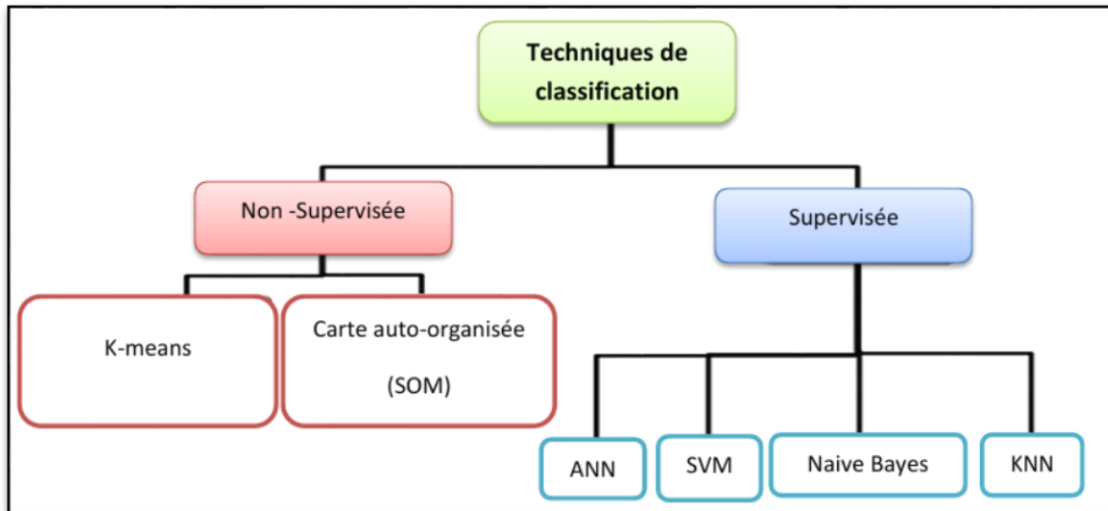 Techniques de
classification
Non -Supervisée
Supervisée
K-means
Carte auto-organisée
(SOM)
ANN
SVM
Naive Bayes
KNN